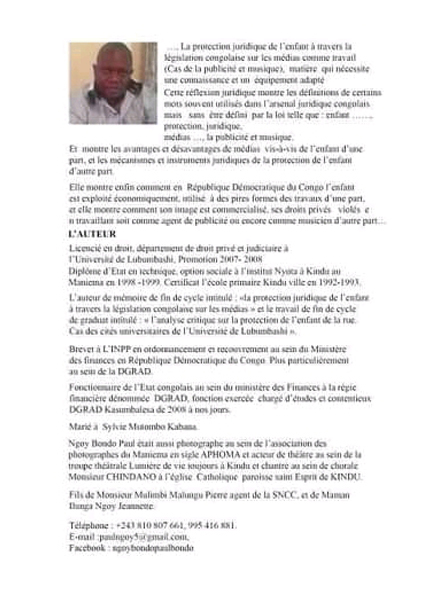 …, La protection juridique de l'enfant à travers la
législation congolaise sur les médias comme travail
(Cas de la publicité et musique), matière qui nécessite
une connaissance et un équipement adapté
Cette réflexion juridique montre les définitions de certains
mots souvent utilisés dans l'arsenal juridique congolais
mais sans être défini par la loi telle que : enfant ……,
protection, juridique,
médias …, la publicité et musique.
Et montre les avantages et désavantages de médias vis-à-vis de l'enfant d'une
part, et les mécanismes et instruments juridiques de la protection de l'enfant
d'autre part.
Elle montre enfin comment en République Démocratique du Congo l'enfant
est exploité économiquement, utilisé à des pires formes des travaux d'une part,
et elle montre comment son image est commercialisé, ses droits privés violés e
n travaillant soit comme agent de publicité ou encore comme musicien d'autre part…
L'AUTEUR
Licencié en droit, département de droit privé et judiciaire à
l'Université de Lubumbashi, Promotion 2007- 2008
Diplôme d'Etat en technique, option sociale à l'institut Nyota à Kindu au
Maniema en 1998 -1999. Certificat l'école primaire Kindu ville en 1992-1993.
L'auteur de mémoire de fin de cycle intitulé : «la protection juridique de l'enfant
à travers la législation congolaise sur les médias » et le travail de fin de cycle
de graduat intitulé : « l'analyse critique sur la protection de l'enfant de la rue.
Cas des cités universitaires de l'Université de Lubumbashi ».
Brevet à L'INPP en ordonnancement et recouvrement au sein du Ministère
des finances en République Démocratique du Congo. Plus particulièrement
au sein de la DGRAD.
Fonctionnaire de l'Etat congolais au sein du ministère des Finances à la régie
financière dénommée DGRAD, fonction exercée chargé d'études et contentieux
DGRAD Kasumbalesa de 2008 à nos jours.
Marié à Sylvie Mutombo Kabana.
Ngoy Bondo Paul était aussi photographe au sein de l'association des
photographes du Maniema en sigle APHOMA et acteur de théâtre au sein de la
troupe théâtrale Lumière de vie toujours à Kindu et chantre au sein de chorale
Monsieur CHINDANO à l'église Catholique paroisse saint Esprit de KINDU.
Fils de Monsieur Mulimbi Malangu Pierre agent de la SNCC, et de Maman
Ilunga Ngoy Jeannette.
Téléphone : +243 810 807 661, 995 416 881.
E-mail :paulngoy5@gmail.com,
Facebook : ngoybondopaulbondo